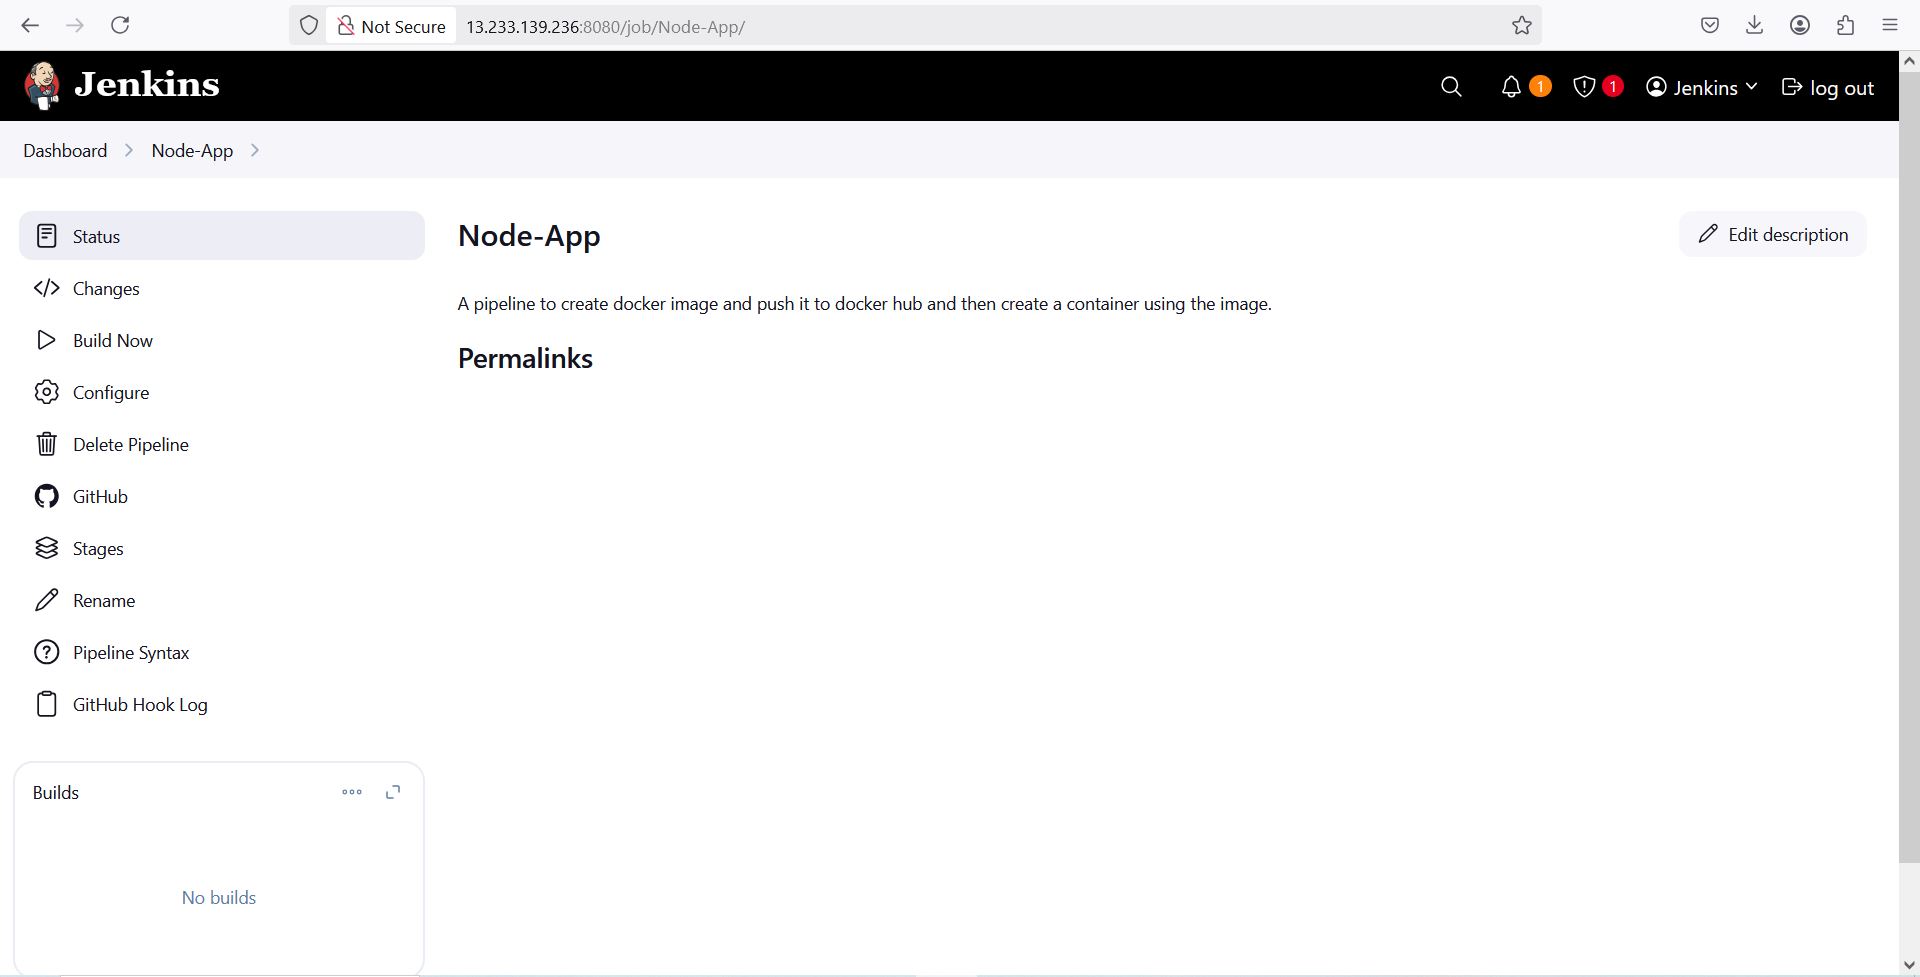 Not Secure 13.233.139.236:8080/job/Node-App/
Jenkins
1 1 Jenkins log out
Dashboard Node-App
Status
Changes
Build Now
Configure
Delete Pipeline
GitHub
Stages
Rename
Pipeline Syntax
GitHub Hook Log
Builds
No builds
Node-App
Edit description
A pipeline to create docker image and push it to docker hub and then create a container using the image.
Permalinks